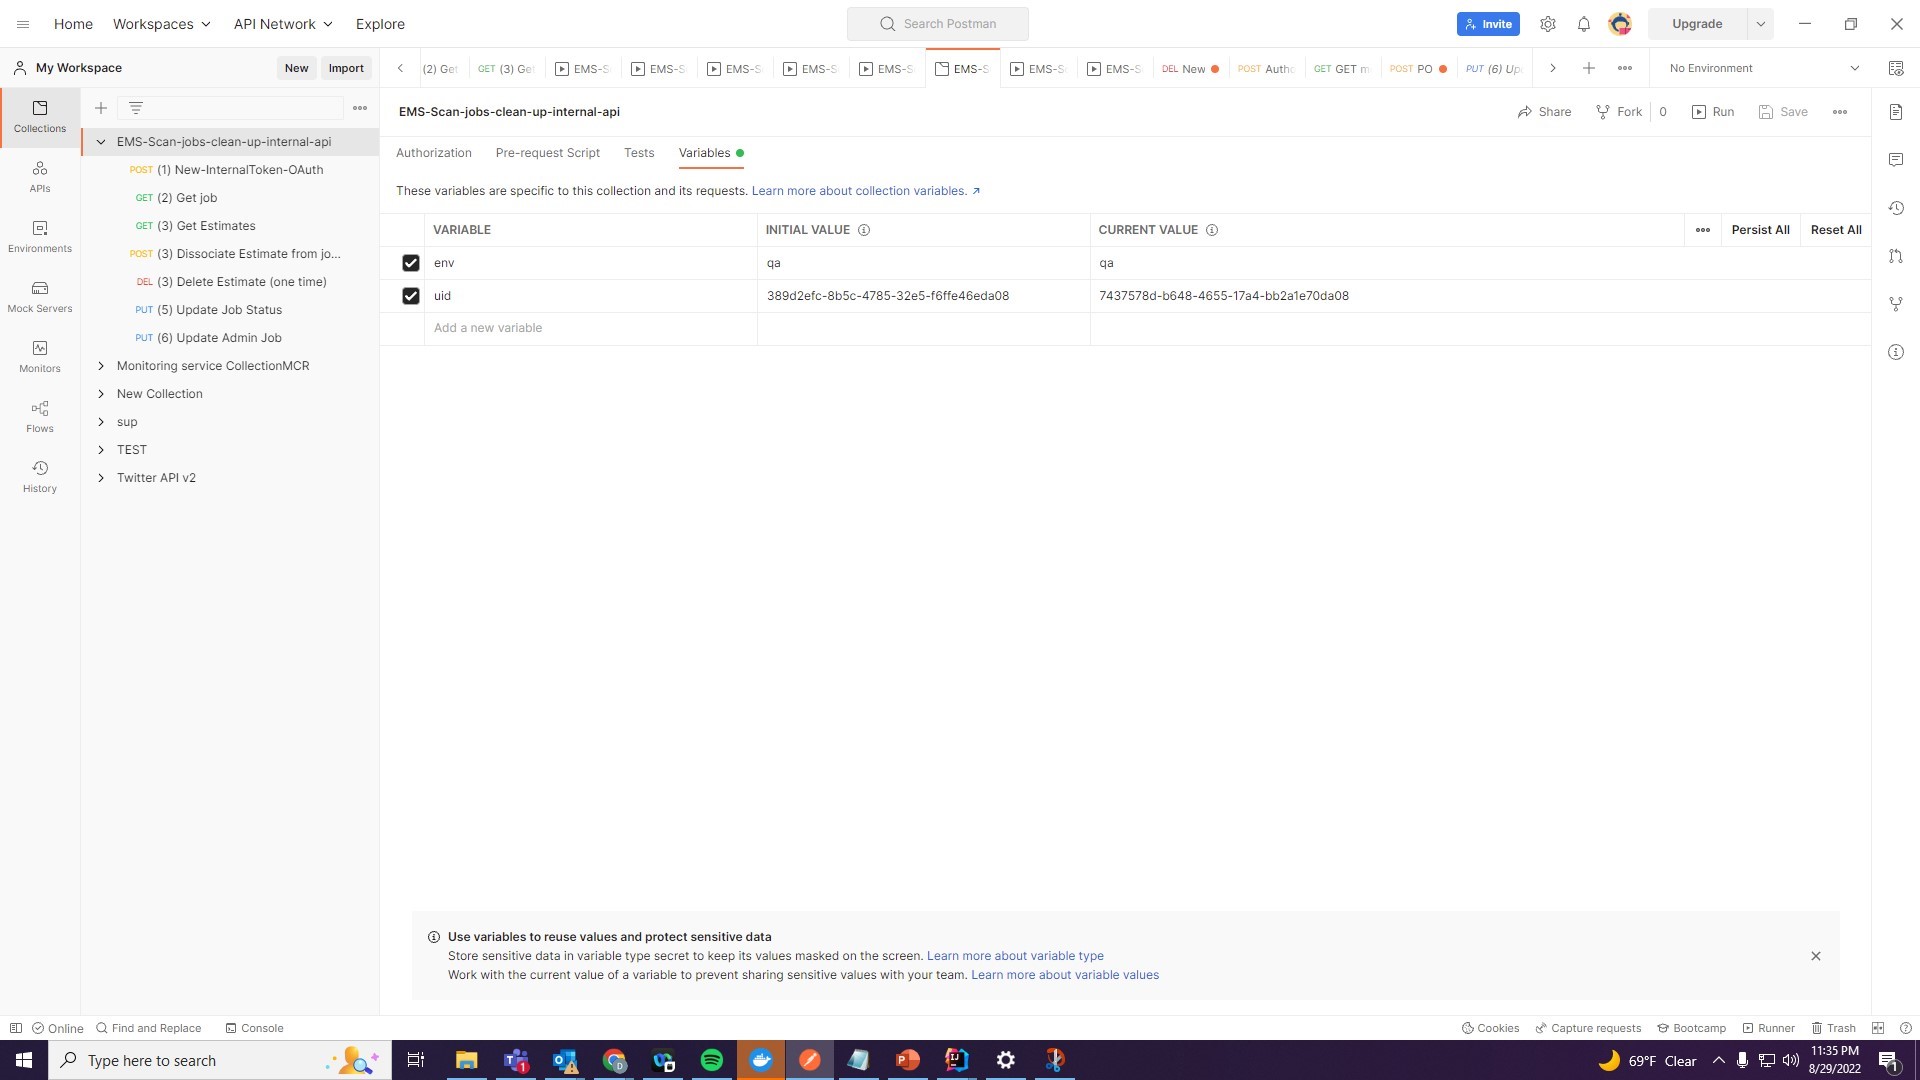 Home Workspaces API Network Explore Search Postman Invite Upgrade
My Workspace New Import
(2) Get GET (3) Get EMS-S EMS-S EMS-S EMS-S EMS-S EMS-S EMS-S EMS-S DEL New POST Autho GET GET m POST PO PUT (6) Up No Environment
Collections
APIs
Environments
Mock Servers
Monitors
Flows
History
EMS-Scan-jobs-clean-up-internal-api
POST (1) New-InternalToken-OAuth
GET (2) Get job
GET (3) Get Estimates
POST (3) Dissociate Estimate from jo...
DEL (3) Delete Estimate (one time)
PUT (5) Update Job Status
PUT (6) Update Admin Job
Monitoring service CollectionMCR
New Collection
sup
TEST
Twitter API v2
EMS-Scan-jobs-clean-up-internal-api Share Fork 0 Run Save
Authorization Pre-request Script Tests Variables
These variables are specific to this collection and its requests. Learn more about collection variables. ↗
VARIABLE INITIAL VALUE CURRENT VALUE Persist All Reset All
env qa qa
uid 389d2efc-8b5c-4785-32e5-f6ffe46eda08 7437578d-b648-4655-17a4-bb2a1e70da08
Add a new variable
Use variables to reuse values and protect sensitive data
Store sensitive data in variable type secret to keep its values masked on the screen. Learn more about variable type
Work with the current value of a variable to prevent sharing sensitive values with your team. Learn more about variable values
Online Find and Replace Console Cookies Capture requests Bootcamp Runner Trash
Type here to search 69°F Clear 11:35 PM
8/29/2022